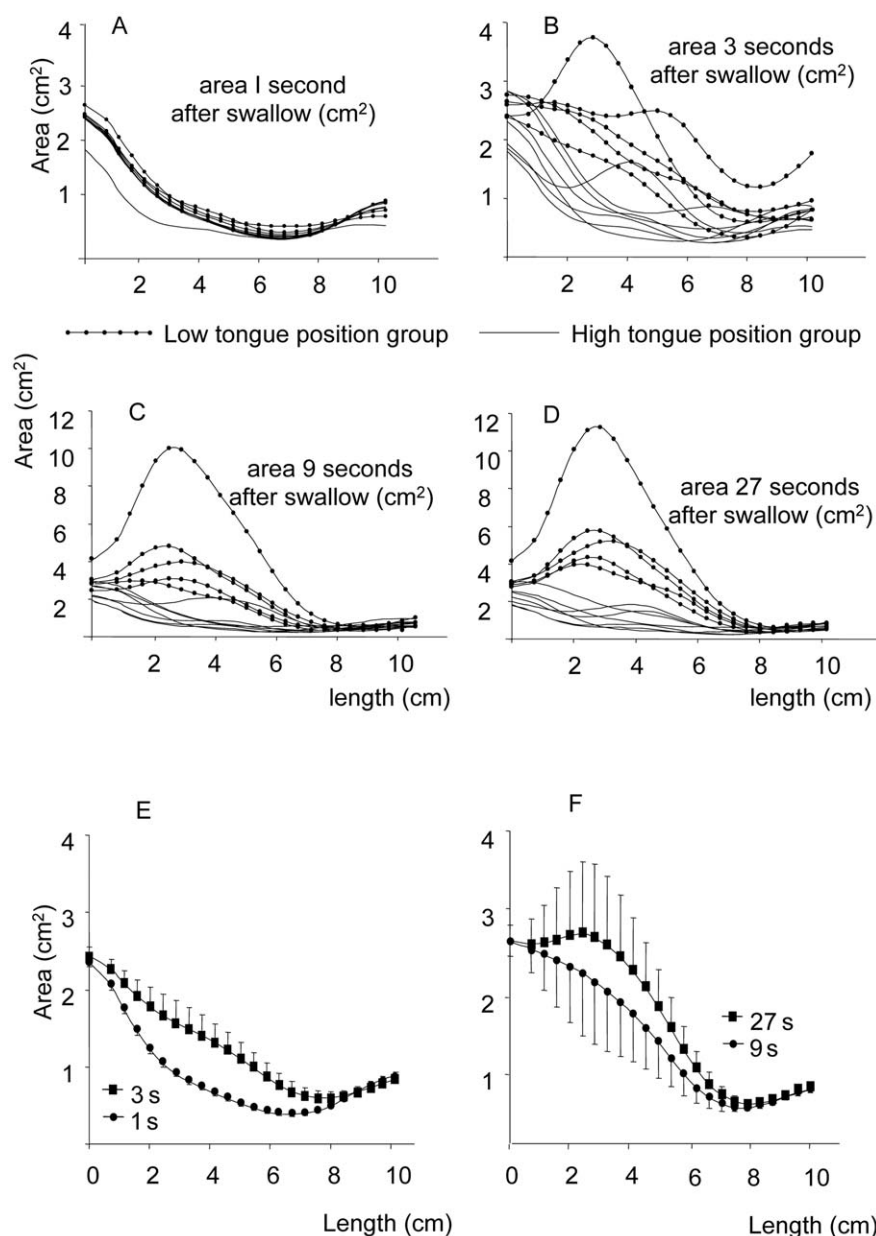 A
area I second
after swallow (cm²)
Area (cm²)
4
3
2
1
2
4
6
8
10
B
area 3 seconds
after swallow (cm²)
4
3
2
1
0
2
4
6
8
10
Low tongue position group
High tongue position group
C
area 9 seconds
after swallow (cm²)
Area (cm²)
12
10
8
6
4
2
0
2
4
6
8
10
length (cm)
D
area 27 seconds
after swallow (cm²)
12
10
8
6
4
2
0
2
4
6
8
10
length (cm)
E
Area (cm²)
4
3
2
1
3 s
1 s
0
2
4
6
8
10
Length (cm)
F
4
3
2
1
27 s
9 s
0
2
4
6
8
10
Length (cm)